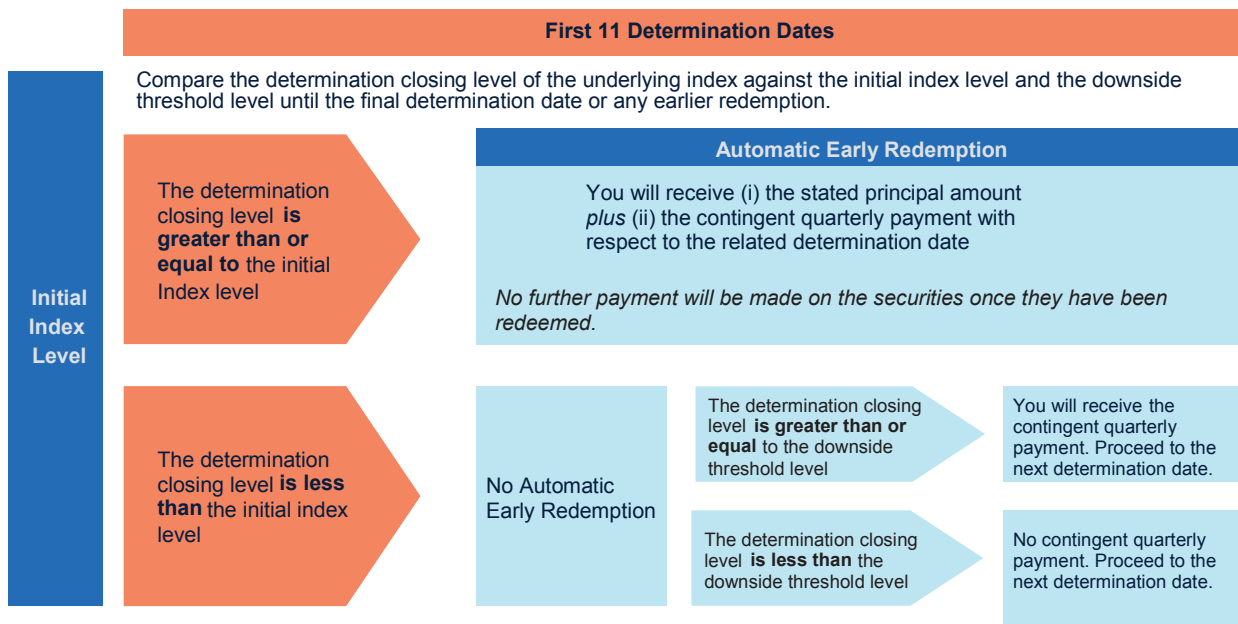 First 11 Determination Dates
Compare the determination closing level of the underlying index against the initial index level and the downside
threshold level until the final determination date or any earlier redemption.
Initial
Index
Level
The determination
closing level is
greater than or
equal to the initial
Index level
Automatic Early Redemption
You will receive (i) the stated principal amount
plus (ii) the contingent quarterly payment with
respect to the related determination date
No further payment will be made on the securities once they have been
redeemed.
The determination
closing level is less
than the initial index
level
No Automatic
Early Redemption
The determination closing
level is greater than or
equal to the downside
threshold level
You will receive the
contingent quarterly
payment. Proceed to the
next determination date.
The determination closing
level is less than the
downside threshold level
No contingent quarterly
payment. Proceed to the
next determination date.